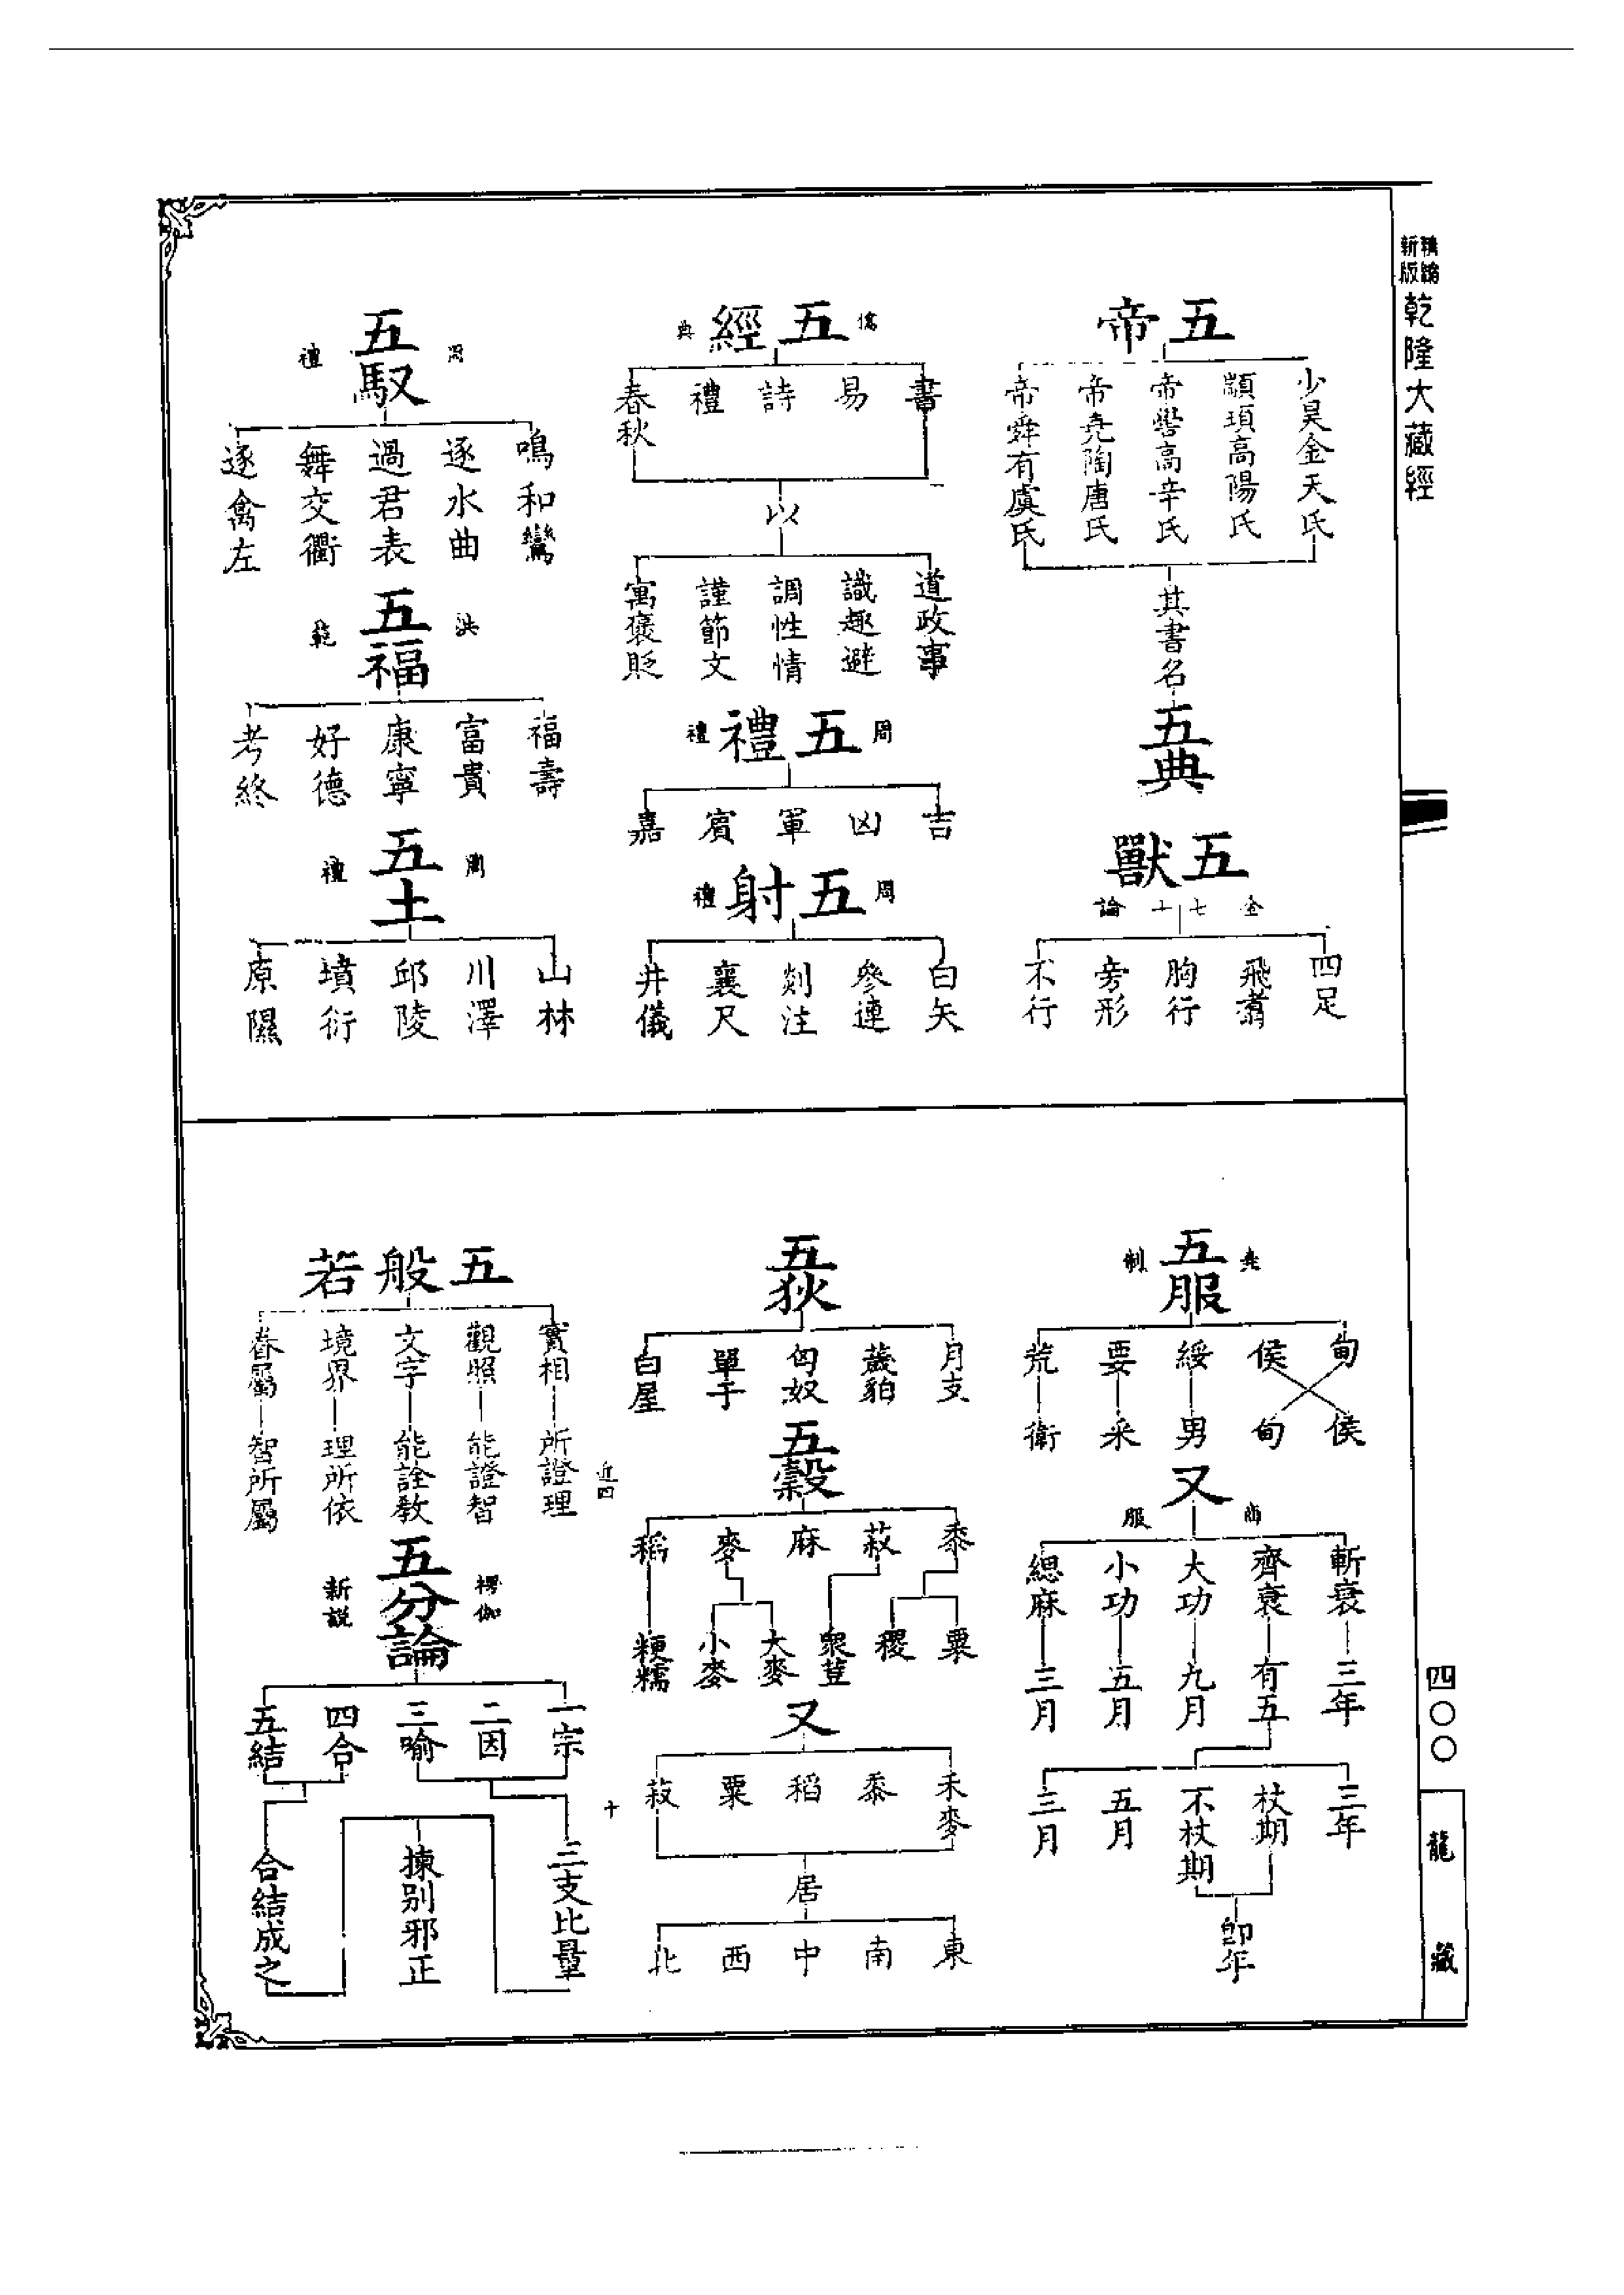 新版 精縮
乾隆大藏經
五帝
少昊金天氏
顓頊高陽氏
帝嚳高辛氏
帝堯陶唐氏
帝舜有虞氏
其書名
五典
五獸
金七十論
四足
飛翥
胸行
旁形
不行
儒 五經 典
書
易
詩
禮
春秋
以
道政事
識趣避
調性情
謹節文
寓褒貶
周 五禮 禮
吉
凶
軍
賓
嘉
周 五射 禮
白矢
參連
剡注
襄尺
井儀
周 五馭 禮
鳴和鸞
逐水曲
過君表
舞交衢
逐禽左
洪 五福 範
福壽
富貴
康寧
好德
考終
周 五土 禮
山林
川澤
邱陵
墳衍
原隰
堯 五服 制
甸 侯
侯 甸
綏 男
要 采
荒 衛
又
服
斬衰 三年
齊衰 有五
大功 九月
小功 五月
緦麻 三月
三年
杖期
不杖期
五月
三月
即年
五狄
月支
薉貊
匈奴
單于
白屋
五穀
黍
菽
麻
麥
稻
粟
稷
眾荳
大麥
小麥
粳糯
又
禾麥
黍
稻
粟
菽
居
東
南
中
西
北
近四
十
五般若
實相 所證理
觀照 能證智
文字 能詮教
境界 理所依
眷屬 智所屬
楞伽 五分論 新說
一宗
二因
三喻
四合
五結
三支比量
揀別邪正
合結成之
四〇〇
龍藏